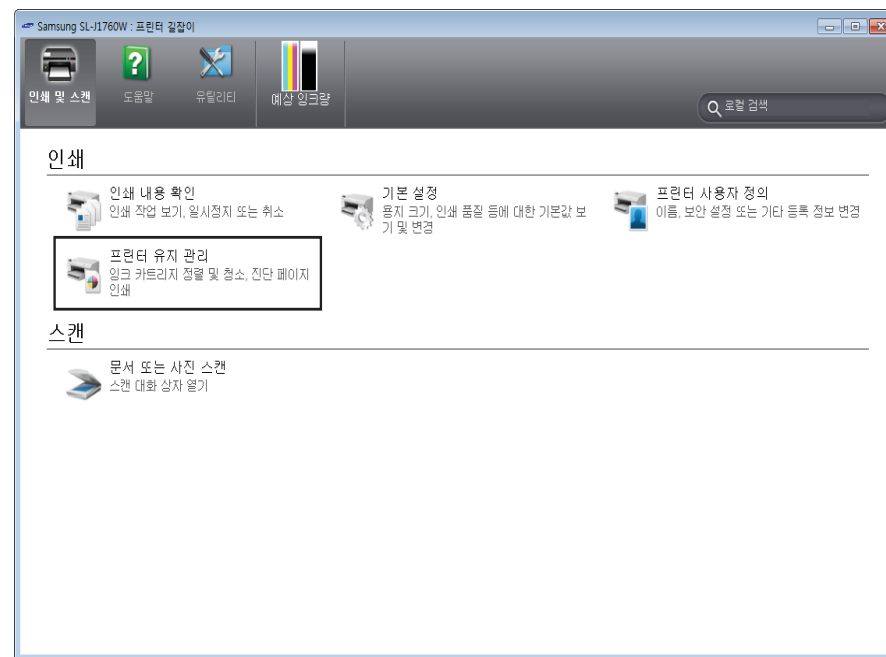 Samsung SL-J1760W : 프린터 길잡이
인쇄 및 스캔
도움말
유틸리티
예상 잉크량
로컬 검색
인쇄
인쇄 내용 확인
인쇄 작업 보기, 일시정지 또는 취소
기본 설정
용지 크기, 인쇄 품질 등에 대한 기본값 보
기 및 변경
프린터 사용자 정의
이름, 보안 설정 또는 기타 등록 정보 변경
프린터 유지 관리
잉크 카트리지 정렬 및 청소, 진단 페이지
인쇄
스캔
문서 또는 사진 스캔
스캔 대화 상자 열기